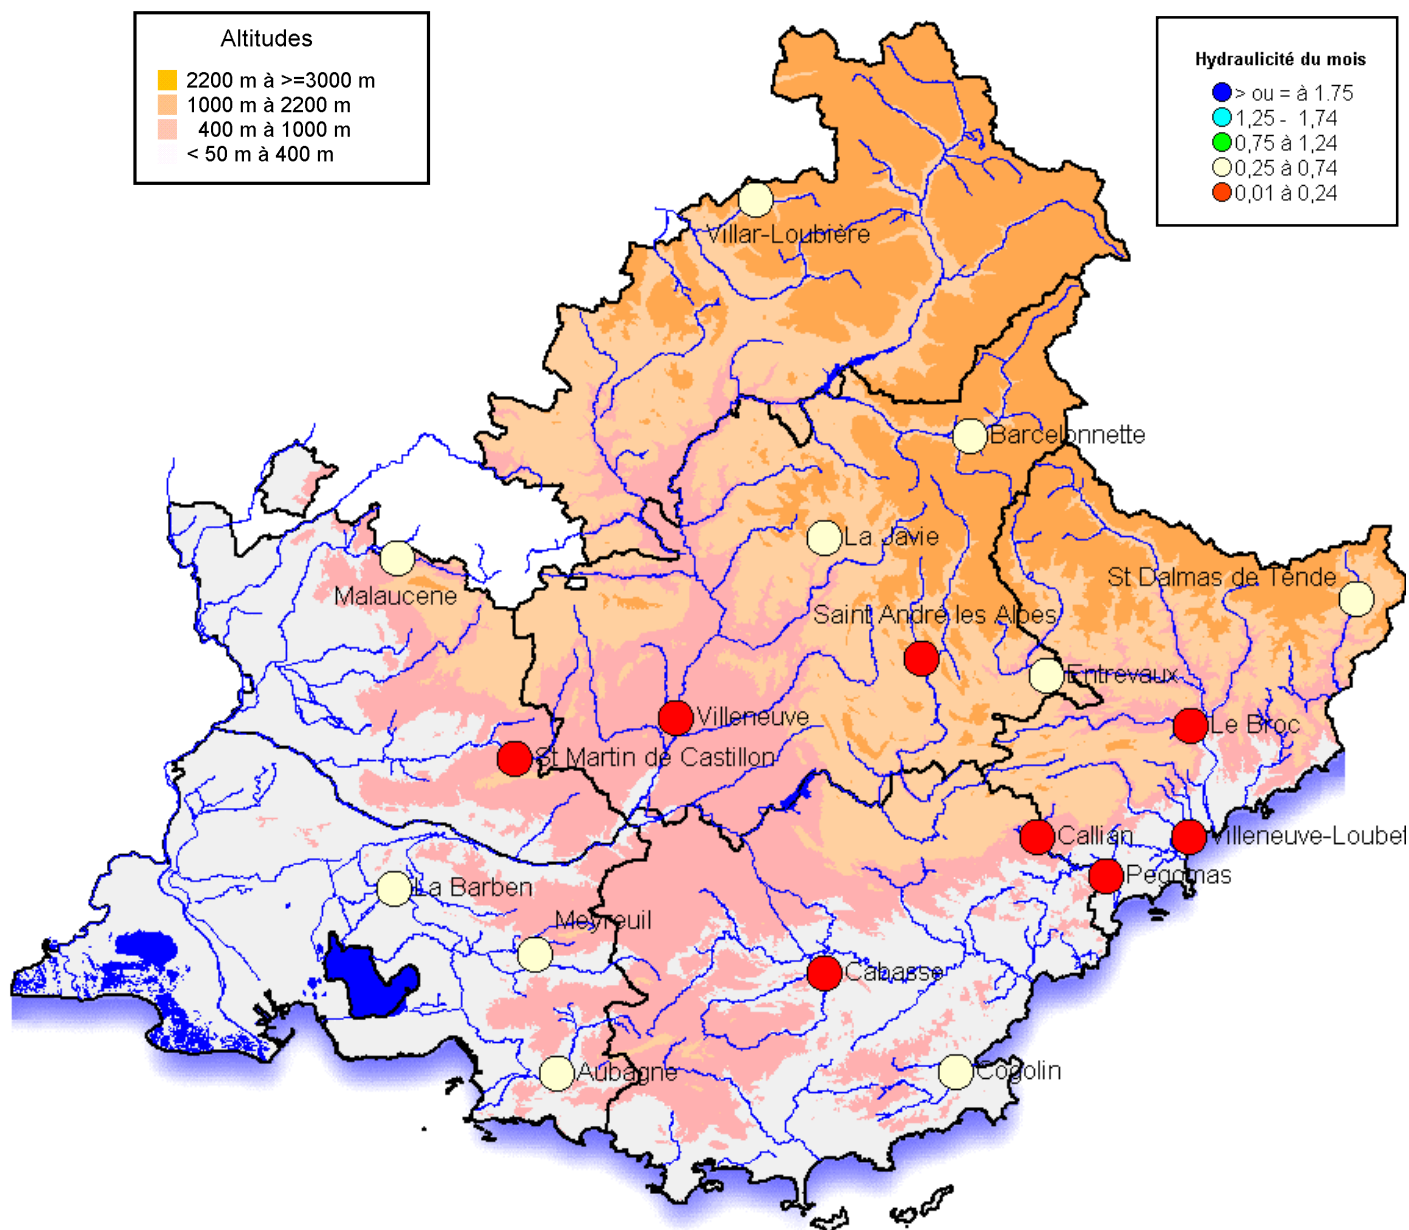 Altitudes
2200 m à >=3000 m
1000 m à 2200 m
400 m à 1000 m
< 50 m à 400 m
Hydraulicité du mois
> ou = à 1.75
1,25 - 1,74
0,75 à 1,24
0,25 à 0,74
0,01 à 0,24
Villar-Loubière
Barcelonnette
La Javie
St Dalmas de Tende
Malaucene
Saint André les Alpes
Entrevaux
Villeneuve
Le Broc
St Martin de Castillon
Callian
Villeneuve-Loubet
Pegomas
La Barben
Meyreuil
Cabasse
Aubagne
Cogolin